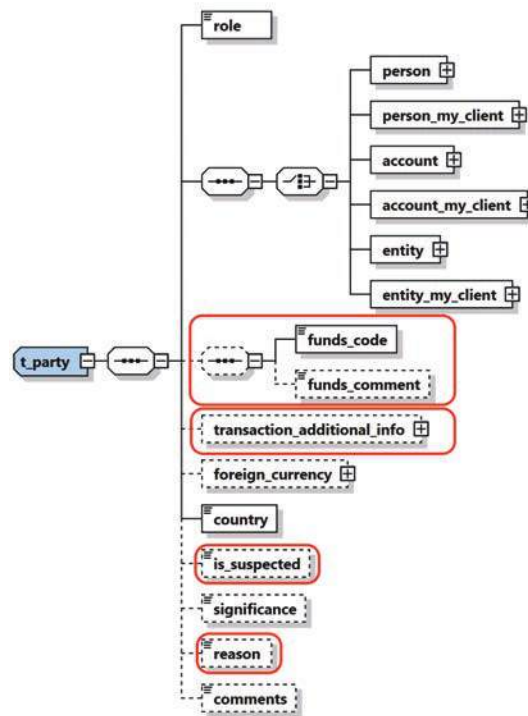 role
person
person_my_client
account
account_my_client
entity
entity_my_client
t_party
funds_code
funds_comment
transaction_additional_info
foreign_currency
country
is_suspected
significance
reason
comments